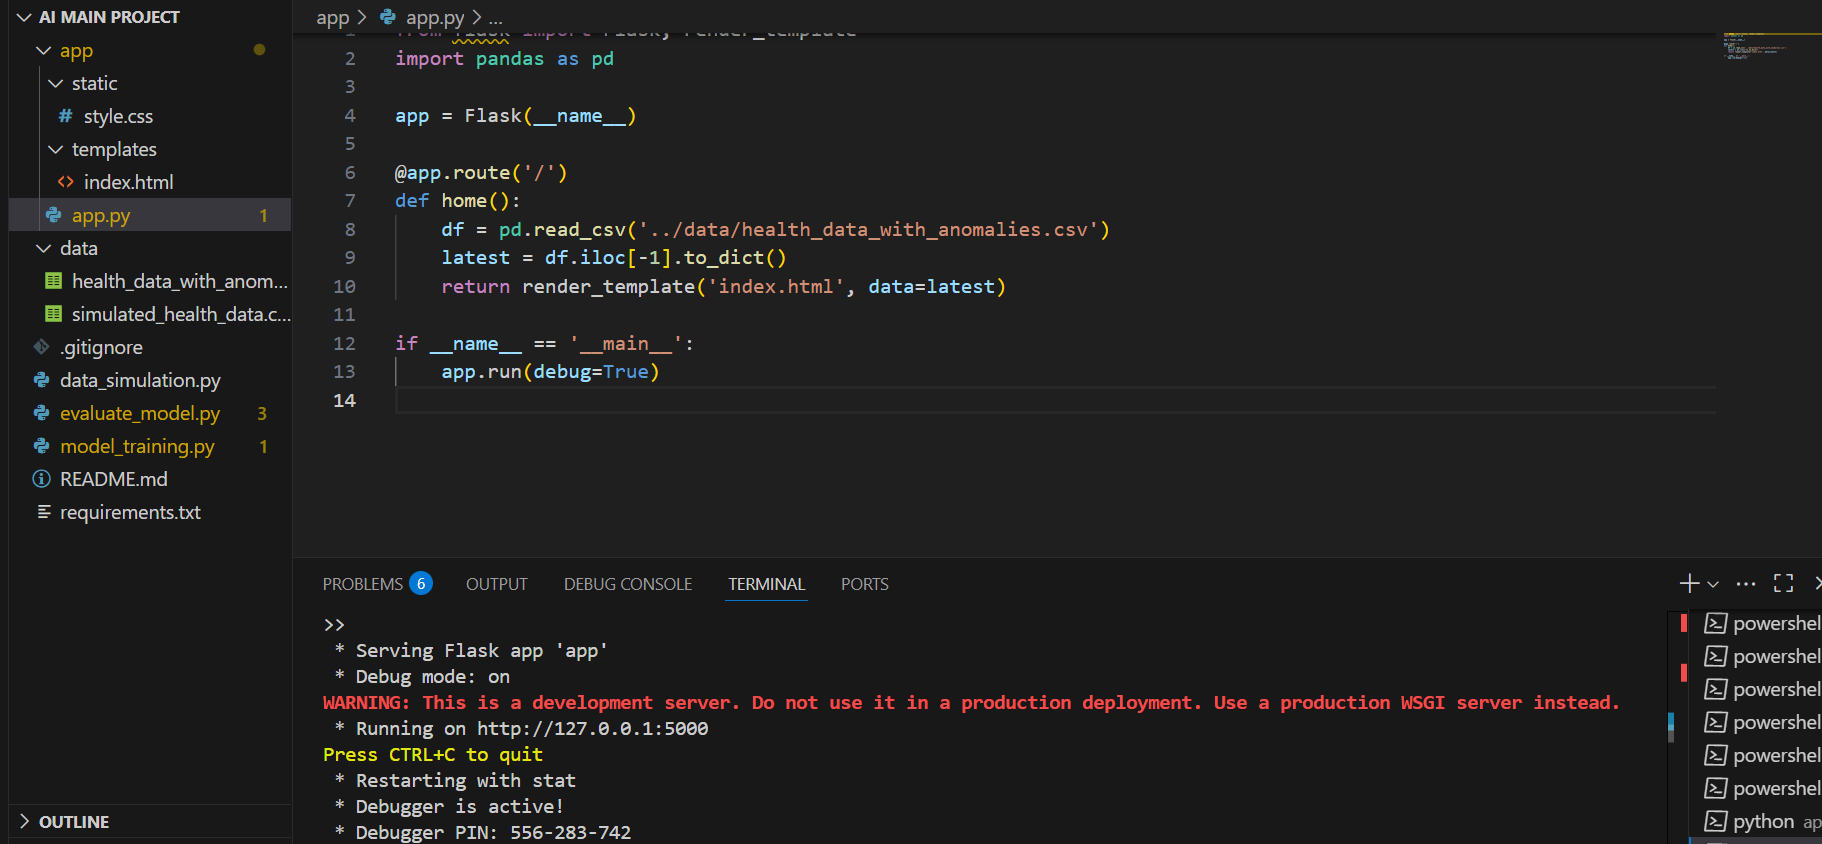 AI MAIN PROJECT
app
static
# style.css
templates
<> index.html
app.py 1
data
health_data_with_anom...
simulated_health_data.c...
.gitignore
data_simulation.py
evaluate_model.py 3
model_training.py 1
README.md
requirements.txt
OUTLINE
app > app.py > ...
1 from flask import Flask, render_template
2 import pandas as pd
3
4 app = Flask(__name__)
5
6 @app.route('/')
7 def home():
8 df = pd.read_csv('../data/health_data_with_anomalies.csv')
9 latest = df.iloc[-1].to_dict()
10 return render_template('index.html', data=latest)
11
12 if __name__ == '__main__':
13 app.run(debug=True)
14
PROBLEMS 6 OUTPUT DEBUG CONSOLE TERMINAL PORTS
>>
* Serving Flask app 'app'
* Debug mode: on
WARNING: This is a development server. Do not use it in a production deployment. Use a production WSGI server instead.
* Running on http://127.0.0.1:5000
Press CTRL+C to quit
* Restarting with stat
* Debugger is active!
* Debugger PIN: 556-283-742
powershel
powershel
powershel
powershel
powershel
powershel
python ap